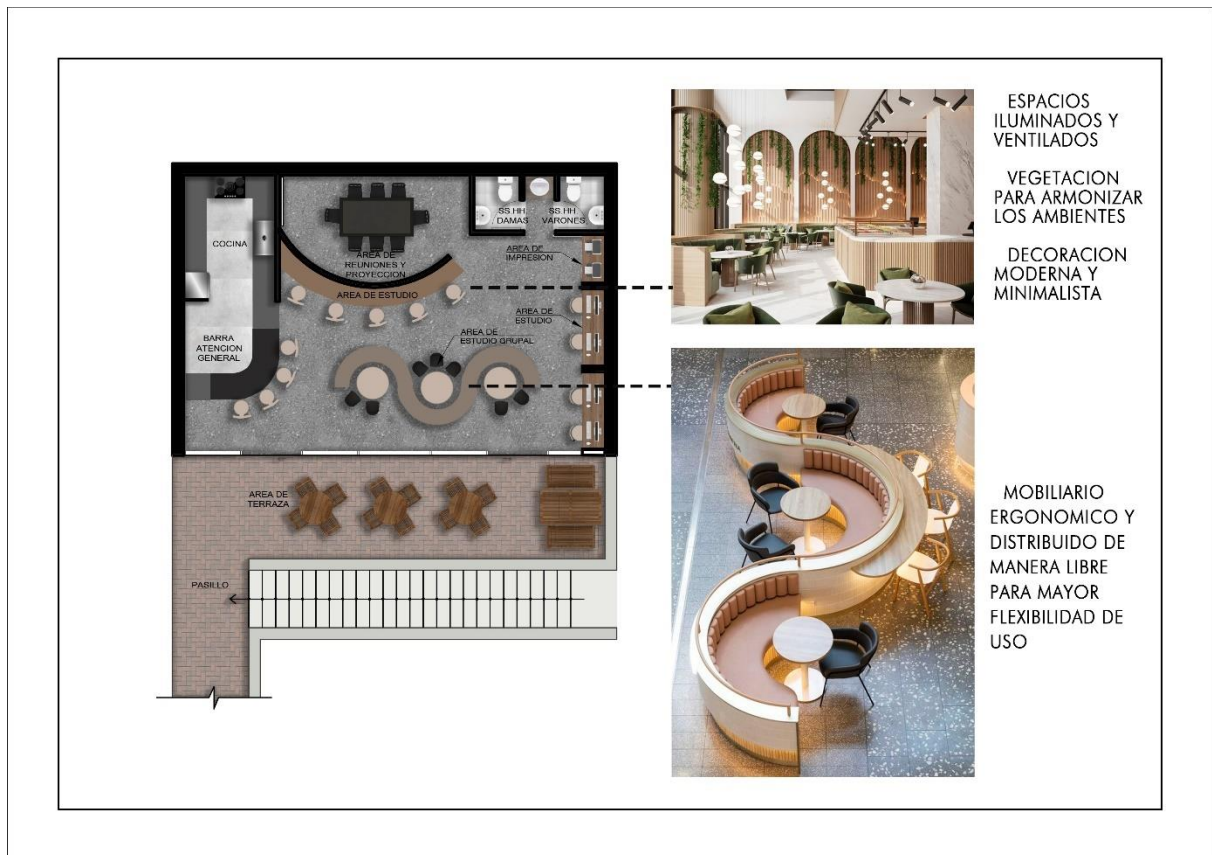 COCINA
BARRA
ATENCION
GENERAL
AREA DE
REUNIONES Y
PROYECCION
AREA DE ESTUDIO
SS.HH
DAMAS
SS.HH
VARONES
AREA DE
IMPRESION
AREA DE
ESTUDIO
AREA DE
ESTUDIO GRUPAL
AREA DE
TERRAZA
PASILLO
ESPACIOS
ILUMINADOS Y
VENTILADOS
VEGETACION
PARA ARMONIZAR
LOS AMBIENTES
DECORACION
MODERNA Y
MINIMALISTA
MOBILIARIO
ERGONOMICO Y
DISTRIBUIDO DE
MANERA LIBRE
PARA MAYOR
FLEXIBILIDAD DE
USO